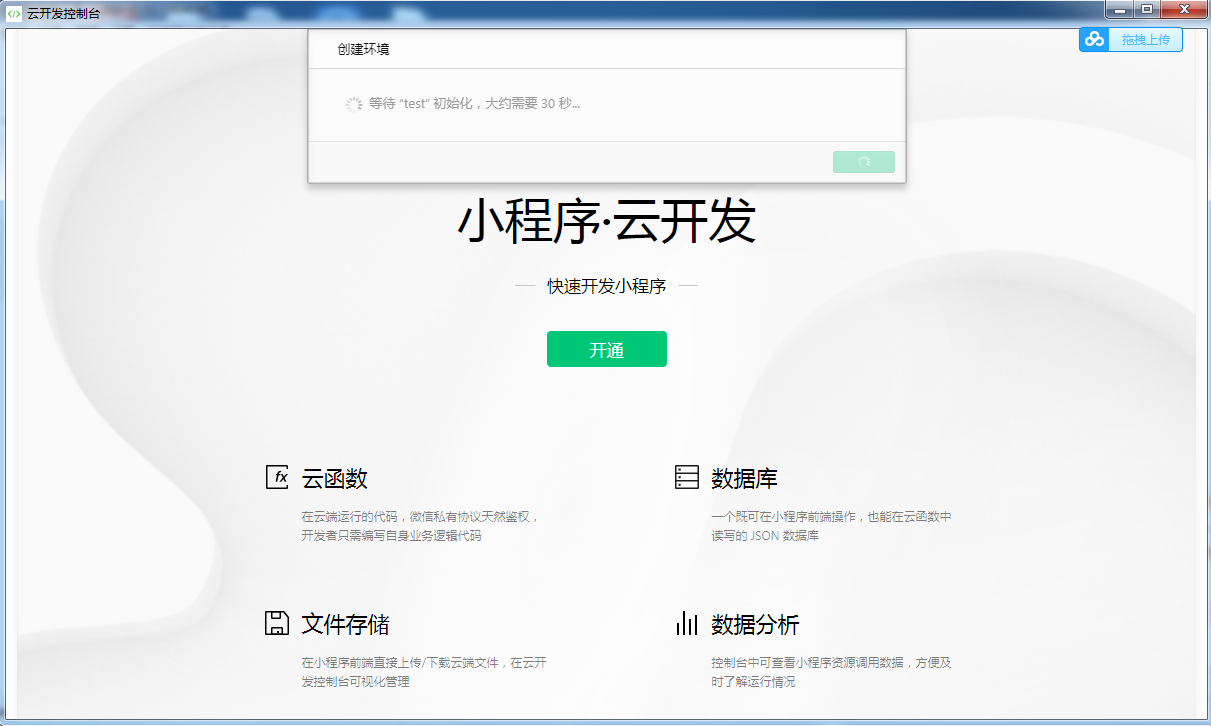 云开发控制台
拖拽上传
创建环境
等待 “test” 初始化，大约需要 30 秒...
小程序·云开发
快速开发小程序
开通
云函数
在云端运行的代码，微信私有协议天然鉴权，
开发者只需编写自身业务逻辑代码
数据库
一个既可在小程序前端操作，也能在云函数中
读写的 JSON 数据库
文件存储
在小程序前端直接上传/下载云端文件，在云开
发控制台可视化管理
数据分析
控制台中可查看小程序资源调用数据，方便及
时了解运行情况